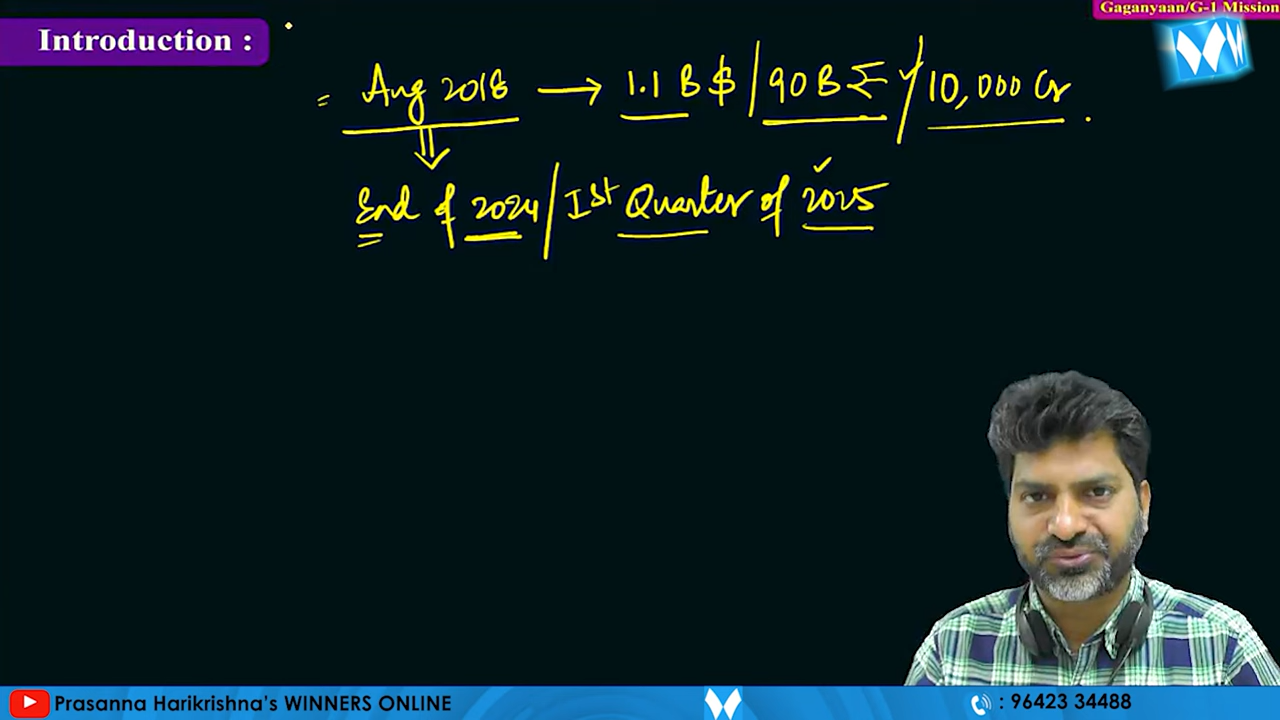 Gaganyaan/G-1 Mission
Introduction :
= Aug 2018 → 1.1 B $ / 90 B ₹ / 10,000 Cr.
End of 2024 / Ist Quarter of 2025
Prasanna Harikrishna's WINNERS ONLINE
: 96423 34488